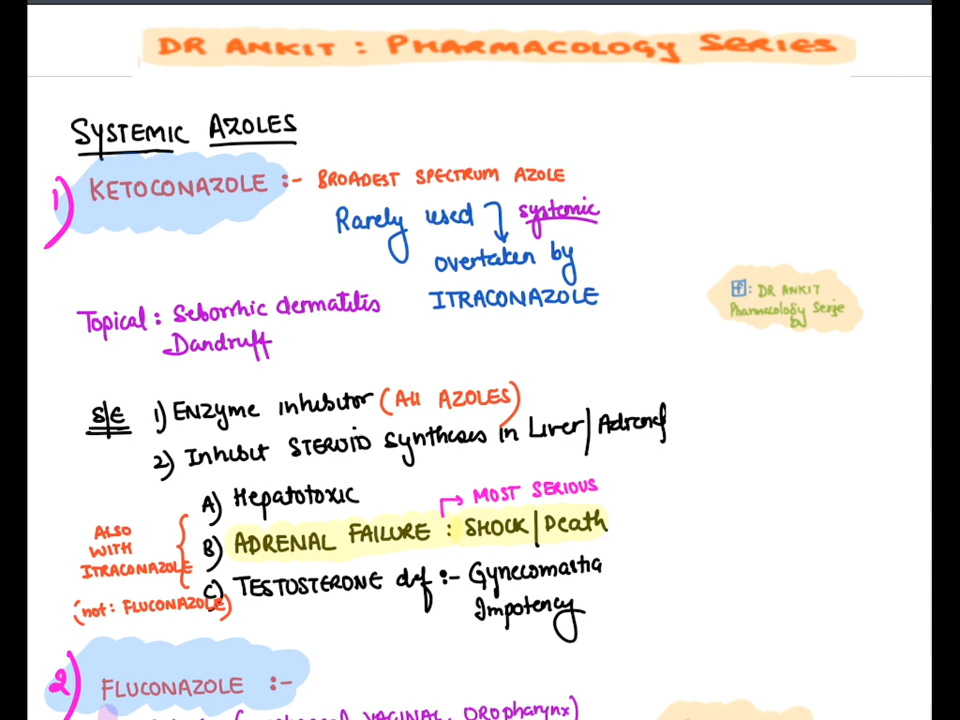 DR ANKIT : PHARMACOLOGY SERIES
SYSTEMIC AZOLES
1) KETOCONAZOLE :- BROADEST SPECTRUM AZOLE
Rarely used systemic
overtaken by
ITRACONAZOLE
f : DR ANKIT
Pharmacology Serie
Topical : Seborrhic dermatitis
Dandruff
S/E 1) ENZYME inhibitor (All AZOLES)
2) Inhibit STEROID syntheses in Liver/Adrenal
A) Hepatotoxic
MOST SERIOUS
B) ADRENAL FAILURE : SHOCK/Death
C) TESTOSTERONE def :- Gynecomastia
Impotency
ALSO
WITH
ITRACONAZOLE
(not: FLUCONAZOLE)
2) FLUCONAZOLE :-
VAGINAL, OROpharynx)